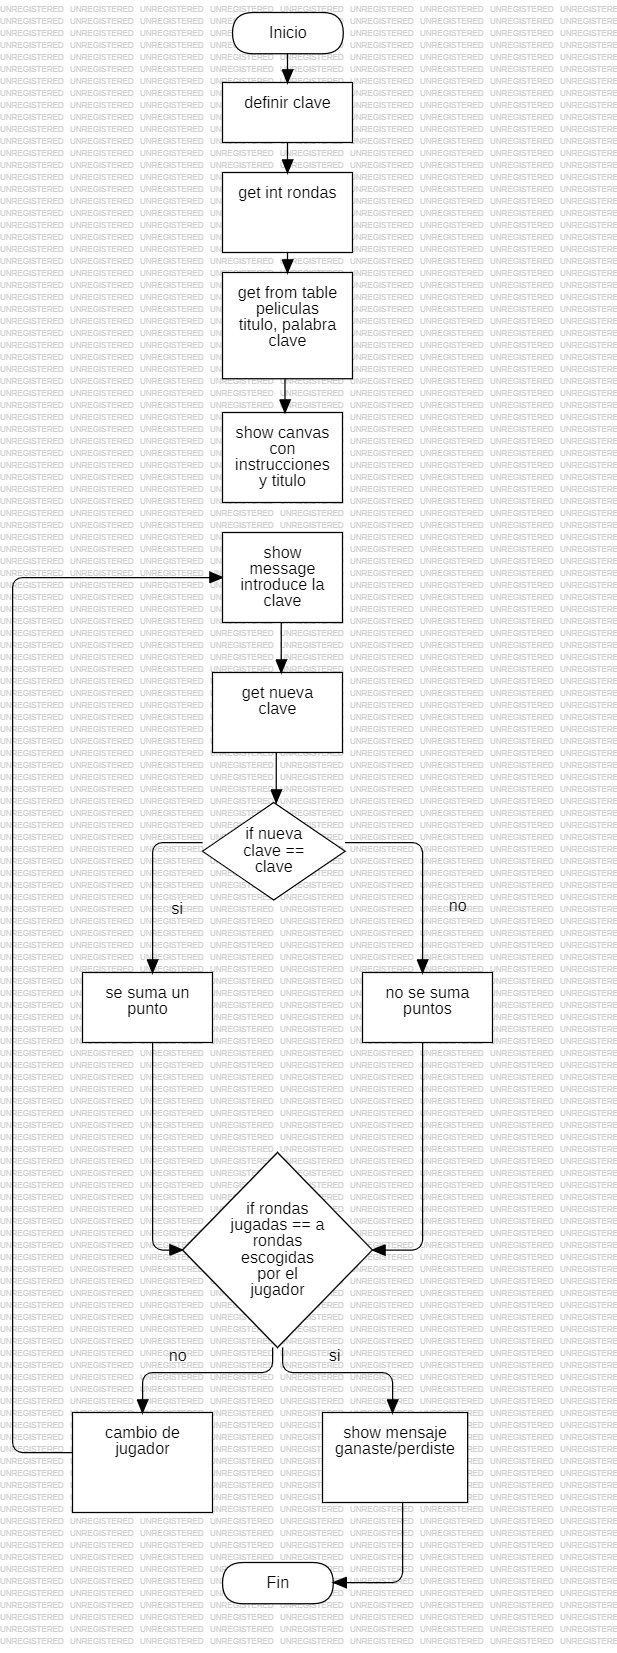 Inicio
definir clave
get int rondas
get from table
peliculas
titulo, palabra
clave
show canvas
con
instrucciones
y titulo
show
message
introduce la
clave
get nueva
clave
if nueva
clave ==
clave
si
no
se suma un
punto
no se suma
puntos
if rondas
jugadas == a
rondas
escogidas
por el
jugador
no
si
cambio de
jugador
show mensaje
ganaste/perdiste
Fin
UNREGISTERED